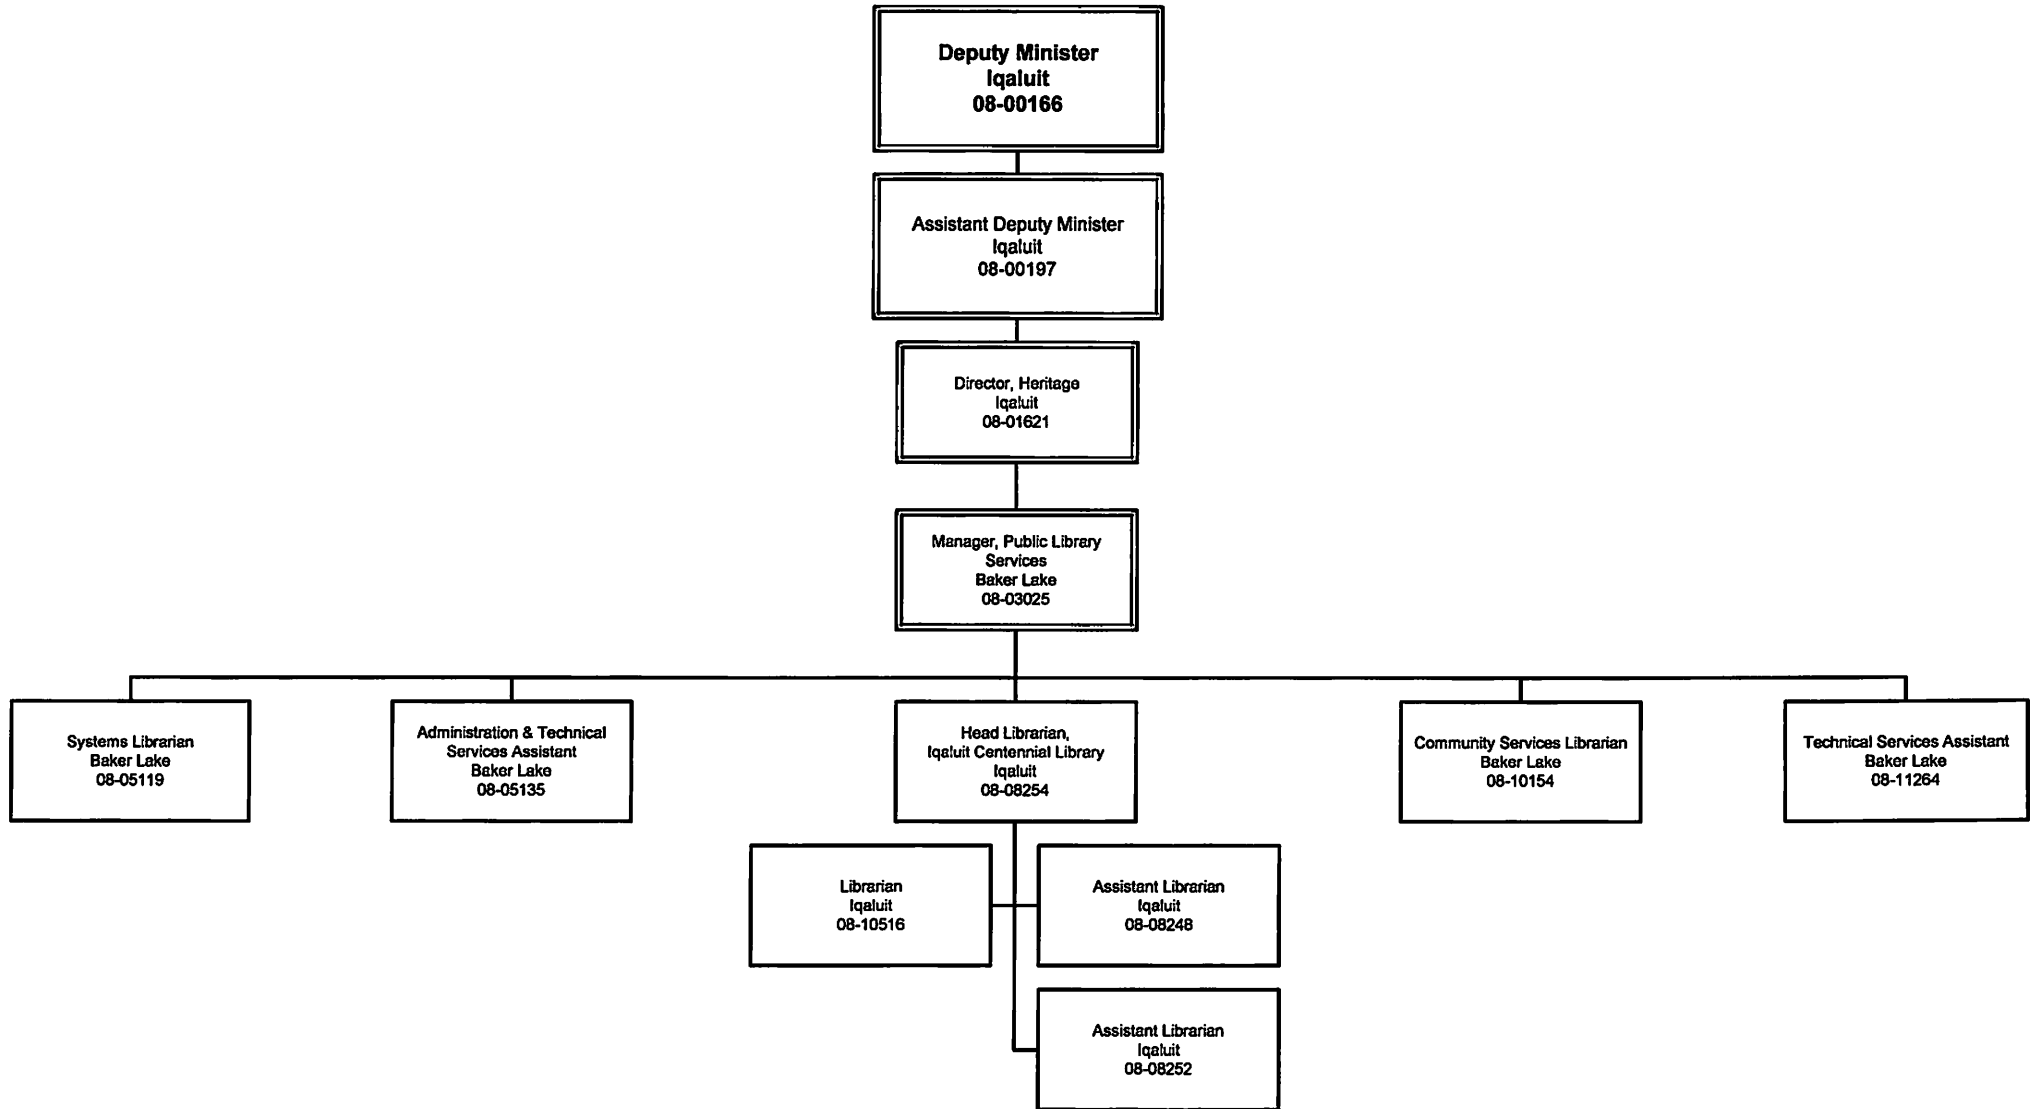 Deputy Minister
Iqaluit
08-00166
Assistant Deputy Minister
Iqaluit
08-00197
Director, Heritage
Iqaluit
08-01621
Manager, Public Library
Services
Baker Lake
08-03025
Systems Librarian
Baker Lake
08-05119
Administration & Technical
Services Assistant
Baker Lake
08-05135
Head Librarian,
Iqaluit Centennial Library
Iqaluit
08-08254
Community Services Librarian
Baker Lake
08-10154
Technical Services Assistant
Baker Lake
08-11264
Librarian
Iqaluit
08-10516
Assistant Librarian
Iqaluit
08-08248
Assistant Librarian
Iqaluit
08-08252